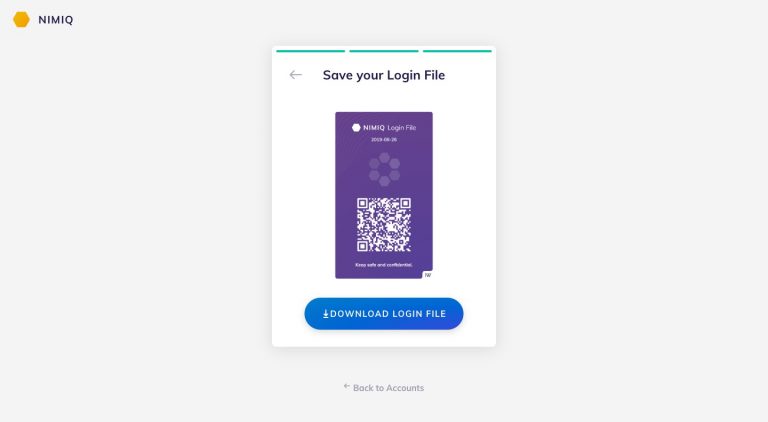 NIMIQ
Save your Login File
NIMIQ Login File
2019-08-26
Keep safe and confidential.
DOWNLOAD LOGIN FILE
Back to Accounts